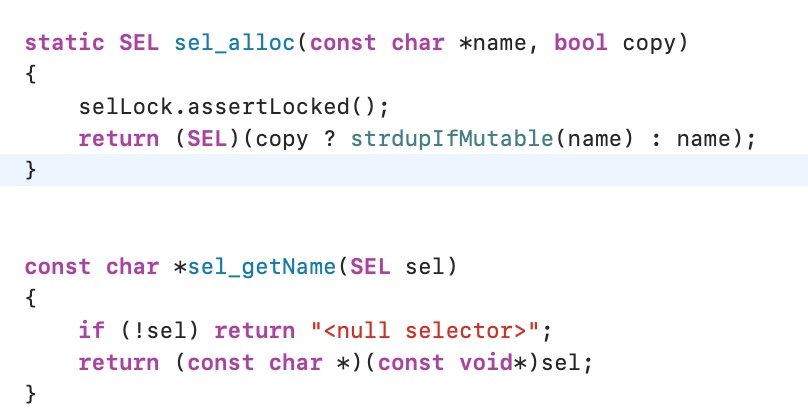 static SEL sel_alloc(const char *name, bool copy)
{
    selLock.assertLocked();
    return (SEL)(copy ? strdupIfMutable(name) : name);
}
const char *sel_getName(SEL sel)
{
    if (!sel) return "<null selector>";
    return (const char *)(const void*)sel;
}